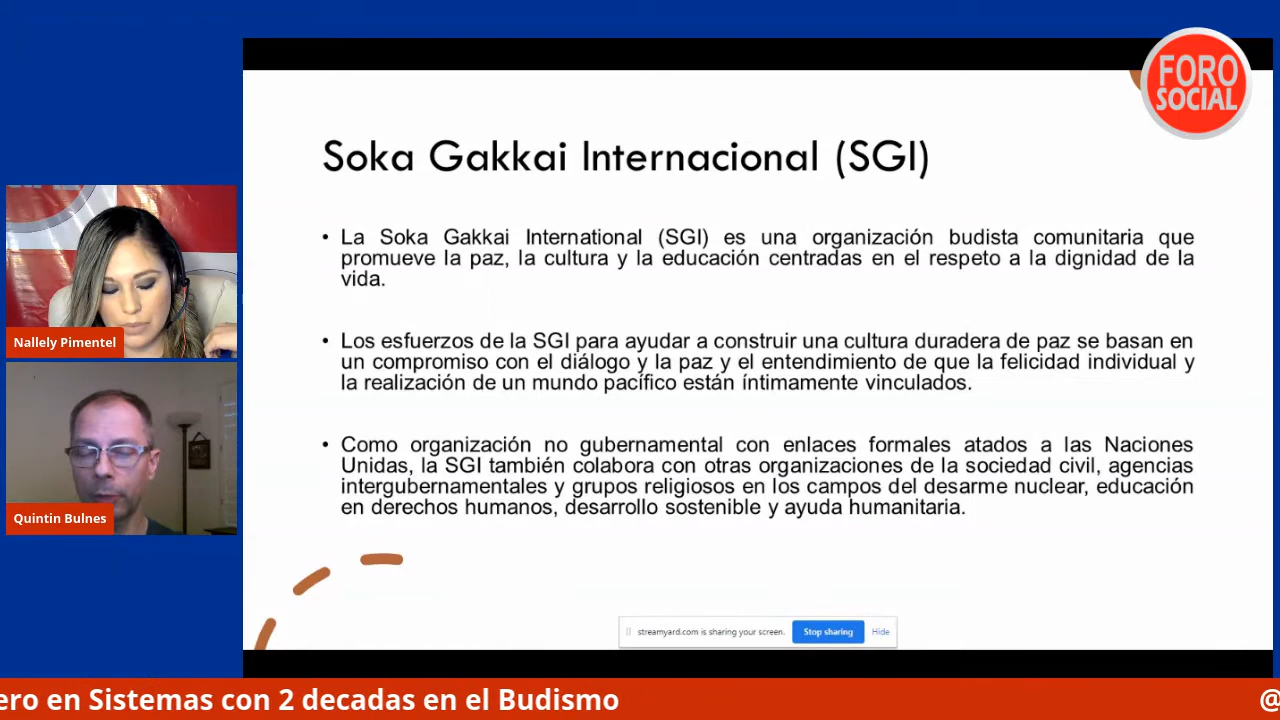 FORO
SOCIAL
Soka Gakkai Internacional (SGI)
• La Soka Gakkai International (SGI) es una organización budista comunitaria que
promueve la paz, la cultura y la educación centradas en el respeto a la dignidad de la
vida.
• Los esfuerzos de la SGI para ayudar a construir una cultura duradera de paz se basan en
un compromiso con el diálogo y la paz y el entendimiento de que la felicidad individual y
la realización de un mundo pacífico están íntimamente vinculados.
• Como organización no gubernamental con enlaces formales atados a las Naciones
Unidas, la SGI también colabora con otras organizaciones de la sociedad civil, agencias
intergubernamentales y grupos religiosos en los campos del desarme nuclear, educación
en derechos humanos, desarrollo sostenible y ayuda humanitaria.
Nallely Pimentel
Quintin Bulnes
streamyard.com is sharing your screen. Stop sharing Hide
ero en Sistemas con 2 decadas en el Budismo @